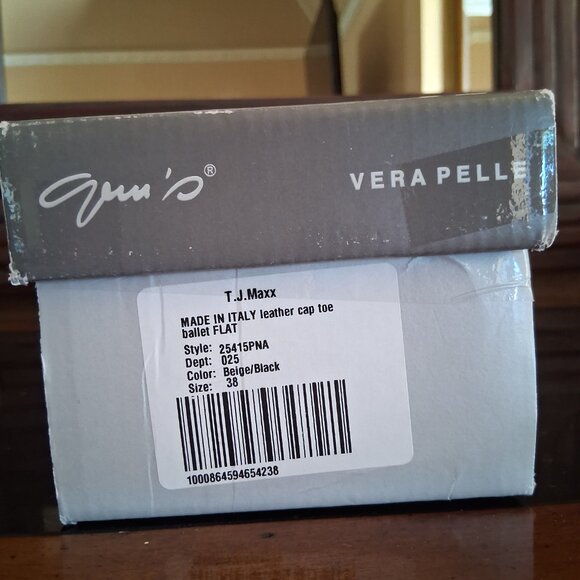 gem's®
VERA PELLE
T.J.Maxx
MADE IN ITALY leather cap toe
ballet FLAT
Style: 25415PNA
Dept: 025
Color: Beige/Black
Size: 38
1000864594654238